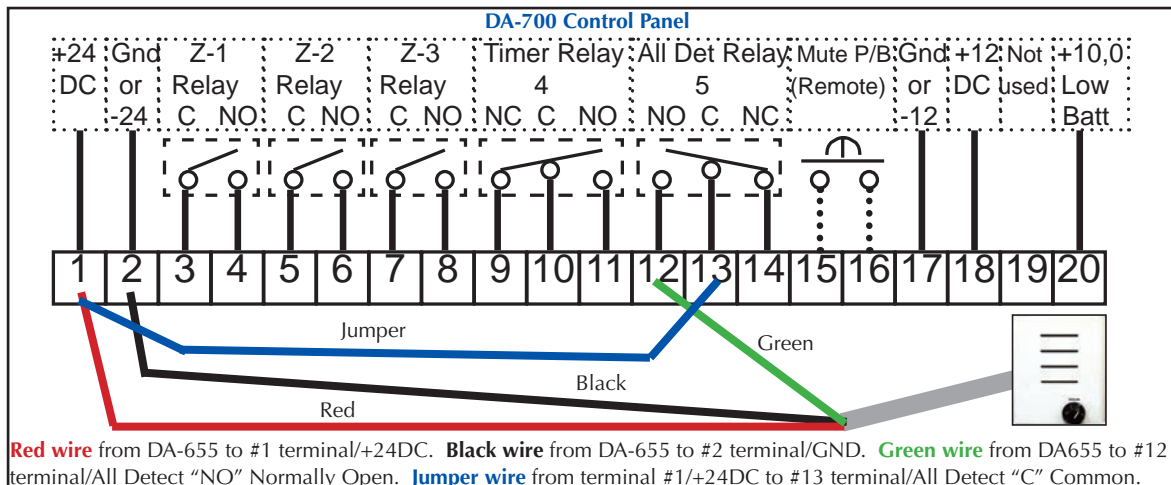 DA-700 Control Panel
+24 Gnd Z-1 Z-2 Z-3 Timer Relay All Det Relay Mute P/B Gnd +12 Not +10,0
DC or Relay Relay Relay 4 5 (Remote) or DC used Low
-24 C NO C NO C NO NC C NO NO C NC -12 Batt
1 2 3 4 5 6 7 8 9 10 11 12 13 14 15 16 17 18 19 20
Jumper
Green
Black
Red
Red wire from DA-655 to #1 terminal/+24DC. Black wire from DA-655 to #2 terminal/GND. Green wire from DA655 to #12
terminal/All Detect “NO” Normally Open. Jumper wire from terminal #1/+24DC to #13 terminal/All Detect “C” Common.